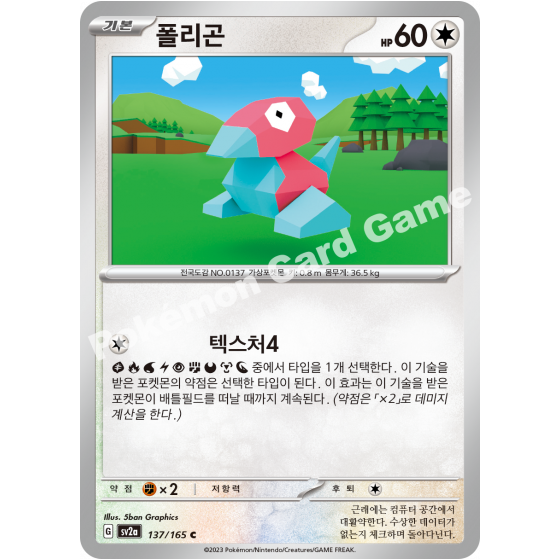 기본 폴리곤 HP 60
전국도감 NO.0137 가상포켓몬 키: 0.8 m 몸무게: 36.5 kg
Pokémon Card Game
텍스처4
중에서 타입을 1개 선택한다. 이 기술을
받은 포켓몬의 약점은 선택한 타입이 된다. 이 효과는 이 기술을 받은
포켓몬이 배틀필드를 떠날 때까지 계속된다. (약점은 「×2」로 데미지
계산을 한다.)
약점 ×2 저항력 후퇴
Illus. 5ban Graphics
G sv2a 137/165 C
근래에는 컴퓨터 공간에서
대활약한다. 수상한 데이터가
없는지 체크하며 돌아다닌다.
©2023 Pokémon/Nintendo/Creatures/GAME FREAK.